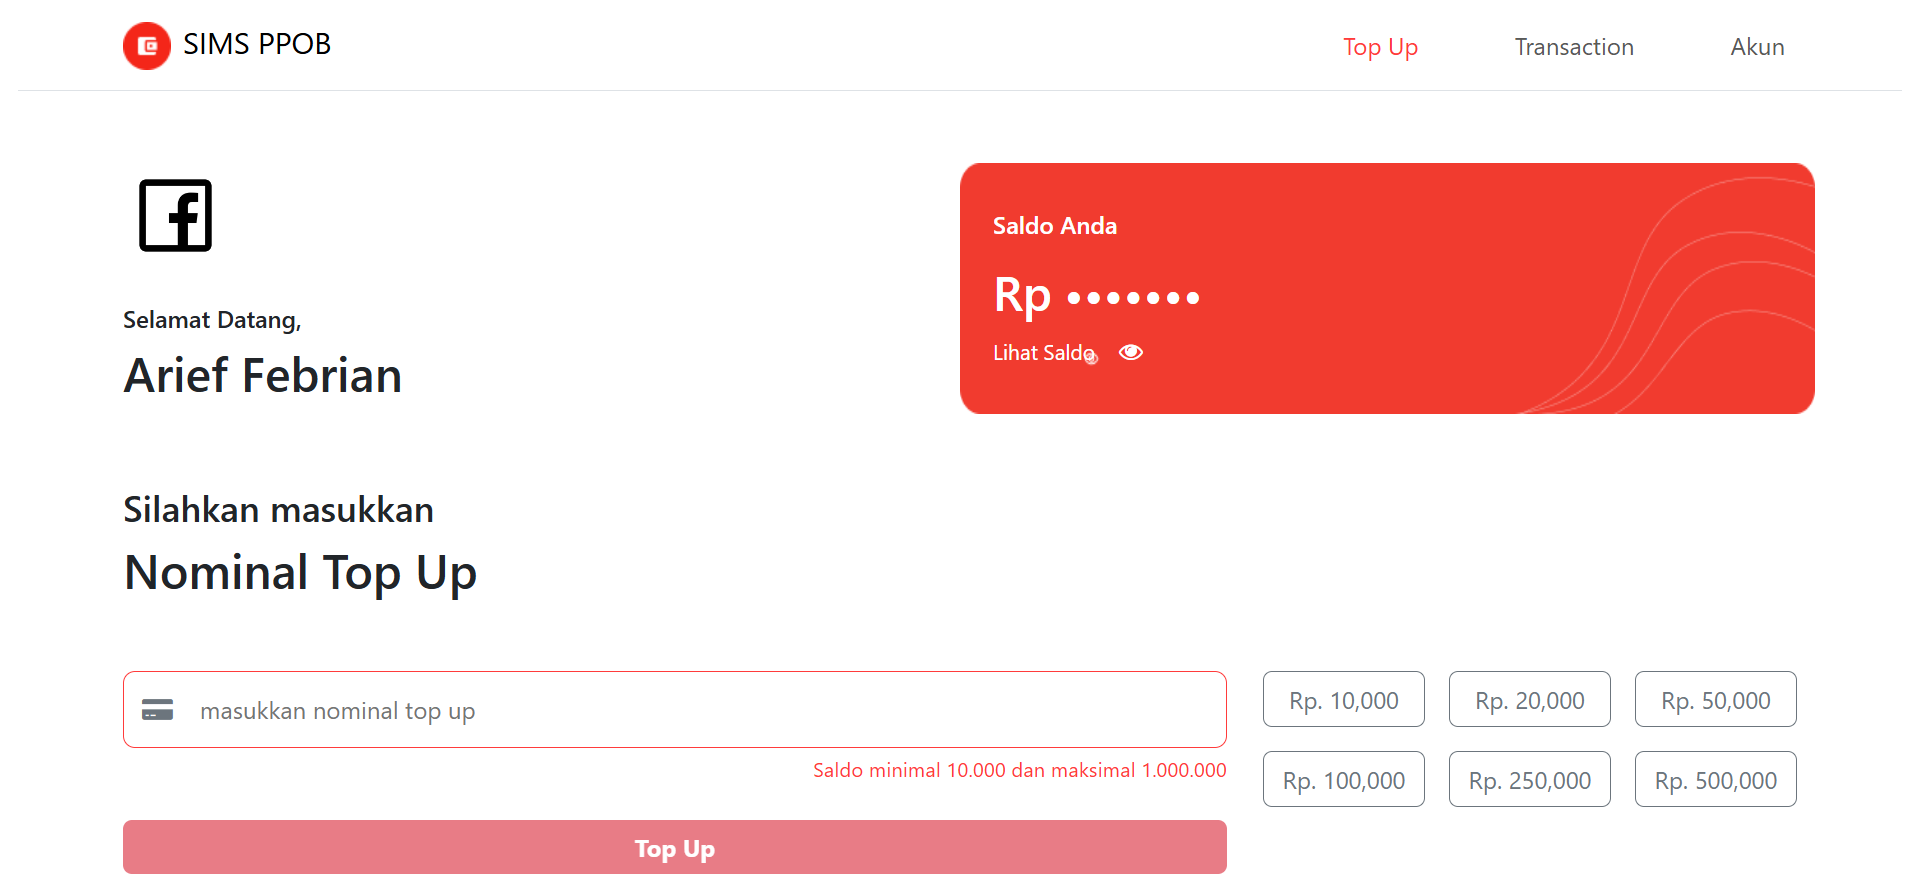 SIMS PPOB
Top Up
Transaction
Akun
Selamat Datang,
Arief Febrian
Saldo Anda
Rp •••••••
Lihat Saldo
Silahkan masukkan
Nominal Top Up
masukkan nominal top up
Saldo minimal 10.000 dan maksimal 1.000.000
Top Up
Rp. 10,000
Rp. 20,000
Rp. 50,000
Rp. 100,000
Rp. 250,000
Rp. 500,000